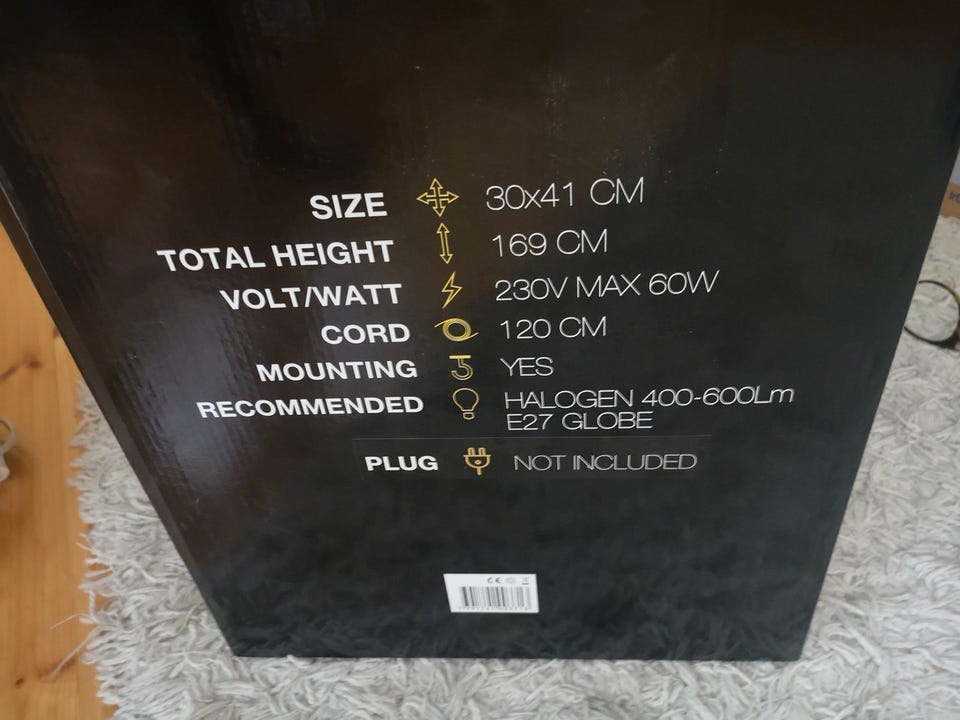 SIZE 30x41 CM
TOTAL HEIGHT 169 CM
VOLT/WATT 230V MAX 60W
CORD 120 CM
MOUNTING YES
RECOMMENDED HALOGEN 400-600Lm
E27 GLOBE
PLUG NOT INCLUDED
CE